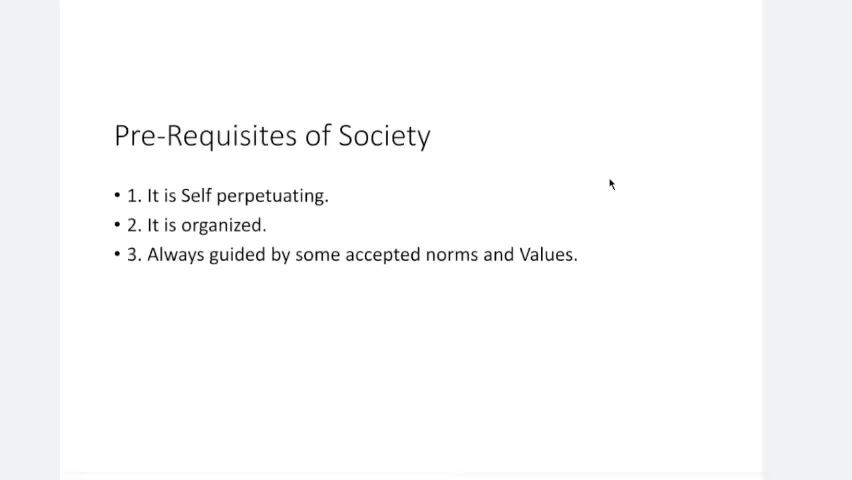 Pre-Requisites of Society
• 1. It is Self perpetuating.
• 2. It is organized.
• 3. Always guided by some accepted norms and Values.